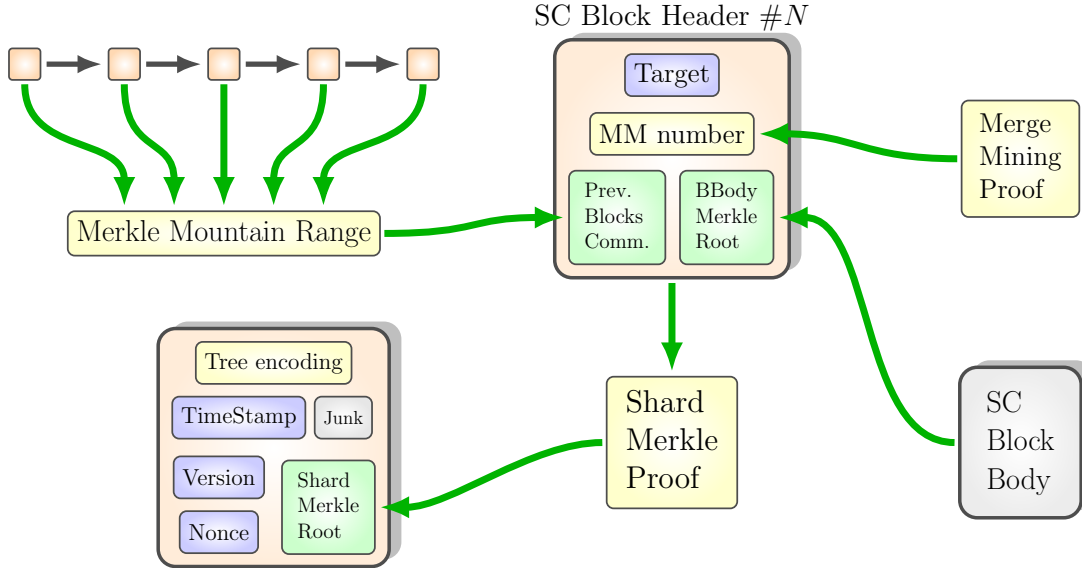 SC Block Header #N
Target
MM number
Prev.
Blocks
Comm.
BBody
Merkle
Root
Merge
Mining
Proof
Merkle Mountain Range
Tree encoding
TimeStamp
Junk
Version
Nonce
Shard
Merkle
Root
Shard
Merkle
Proof
SC
Block
Body